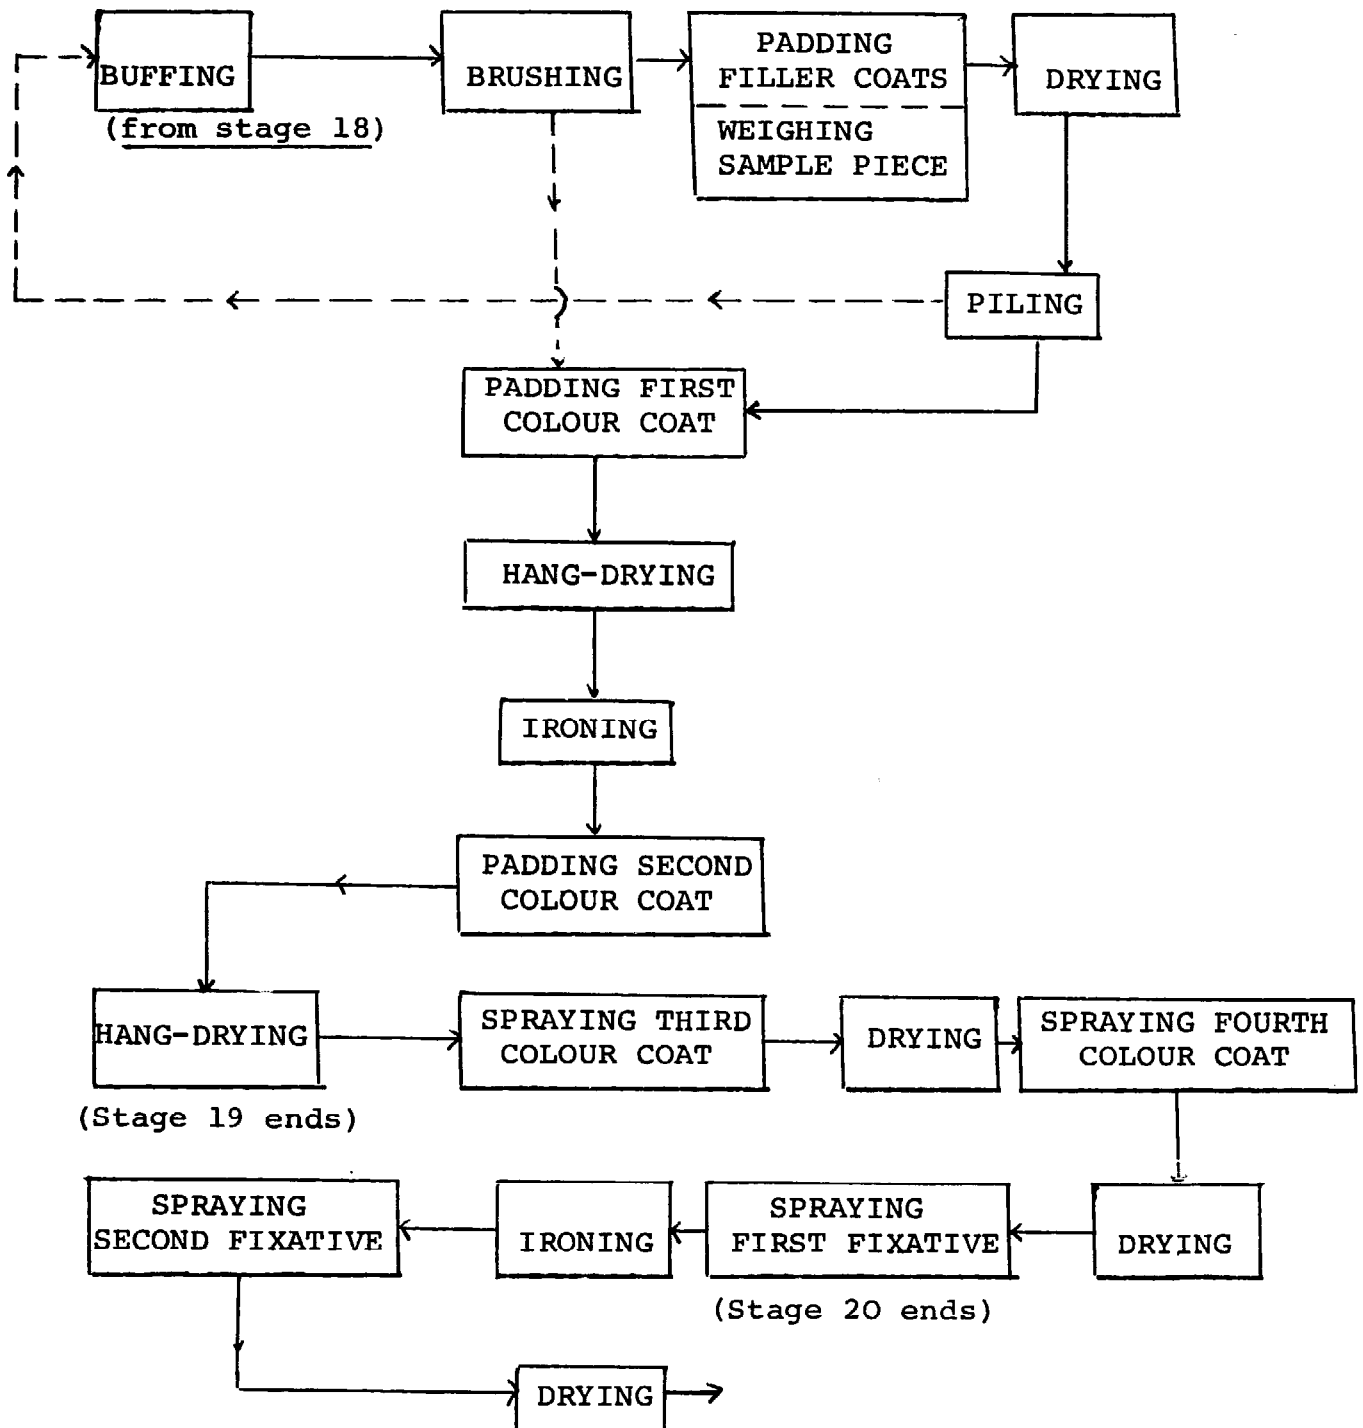 BUFFING
(from stage 18)
BRUSHING
PADDING
FILLER COATS
WEIGHING
SAMPLE PIECE
DRYING
PILING
PADDING FIRST
COLOUR COAT
HANG-DRYING
IRONING
PADDING SECOND
COLOUR COAT
HANG-DRYING
(Stage 19 ends)
SPRAYING THIRD
COLOUR COAT
DRYING
SPRAYING FOURTH
COLOUR COAT
DRYING
SPRAYING
FIRST FIXATIVE
(Stage 20 ends)
IRONING
SPRAYING
SECOND FIXATIVE
DRYING